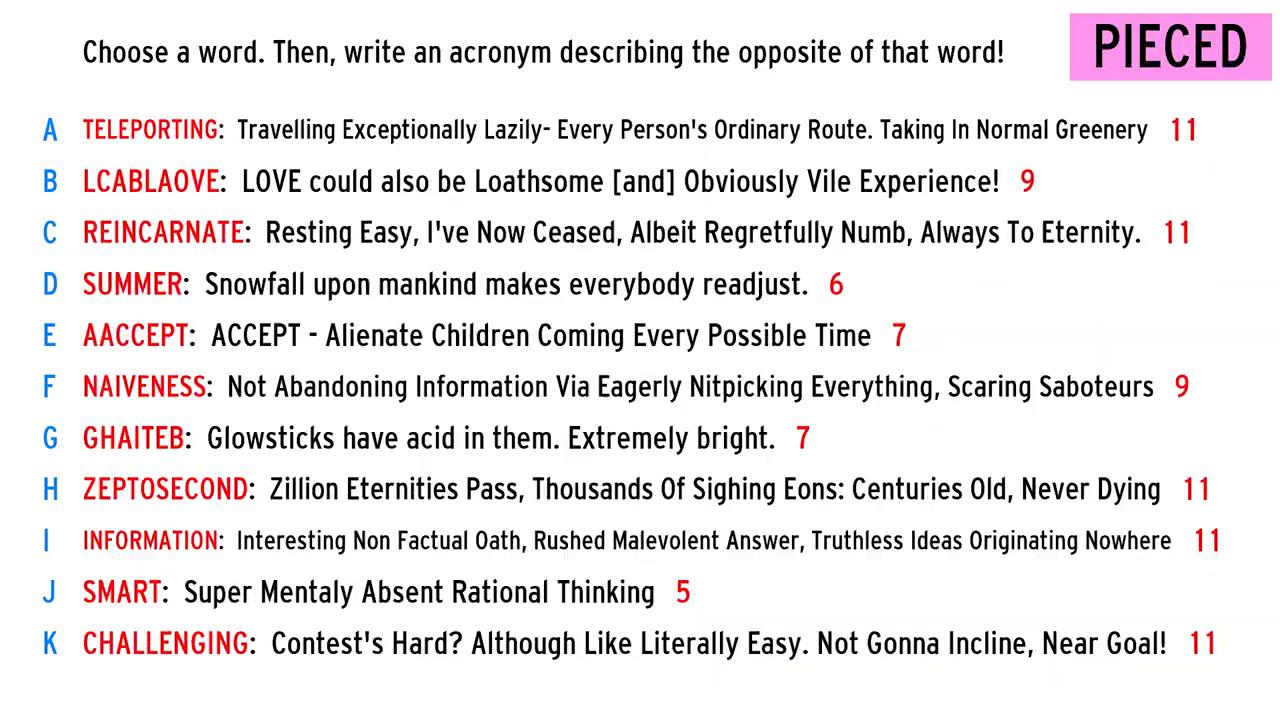 Choose a word. Then, write an acronym describing the opposite of that word!
PIECED
A TELEPORTING: Travelling Exceptionally Lazily- Every Person's Ordinary Route. Taking In Normal Greenery 11
B LCABLAOVE: LOVE could also be Loathsome [and] Obviously Vile Experience! 9
C REINCARNATE: Resting Easy, I've Now Ceased, Albeit Regretfully Numb, Always To Eternity. 11
D SUMMER: Snowfall upon mankind makes everybody readjust. 6
E AACCEPT: ACCEPT - Alienate Children Coming Every Possible Time 7
F NAIVENESS: Not Abandoning Information Via Eagerly Nitpicking Everything, Scaring Saboteurs 9
G GHAITEB: Glowsticks have acid in them. Extremely bright. 7
H ZEPTOSECOND: Zillion Eternities Pass, Thousands Of Sighing Eons: Centuries Old, Never Dying 11
I INFORMATION: Interesting Non Factual Oath, Rushed Malevolent Answer, Truthless Ideas Originating Nowhere 11
J SMART: Super Mentaly Absent Rational Thinking 5
K CHALLENGING: Contest's Hard? Although Like Literally Easy. Not Gonna Incline, Near Goal! 11